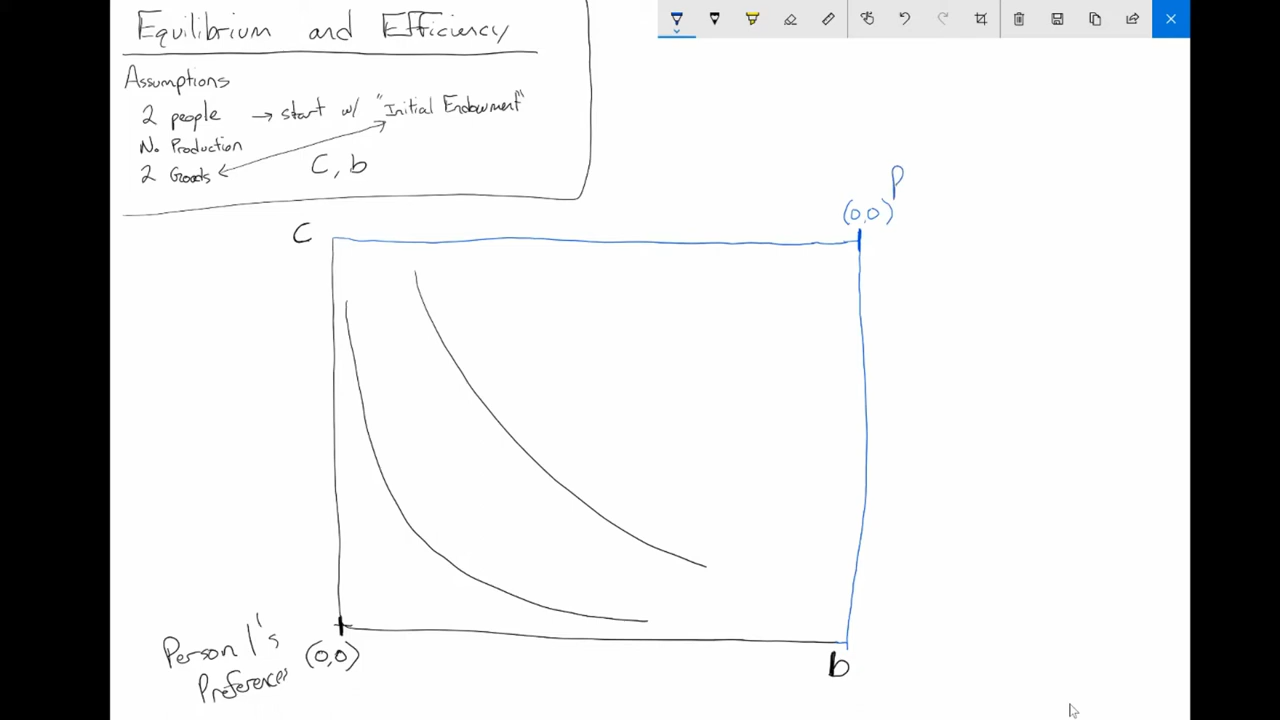 Equilibrium and Efficiency
Assumptions
2 people → start w/ "Initial Endowment"
No Production
2 Goods
C, b
P
(0,0)
C
Person 1's
Preferences
(0,0)
b